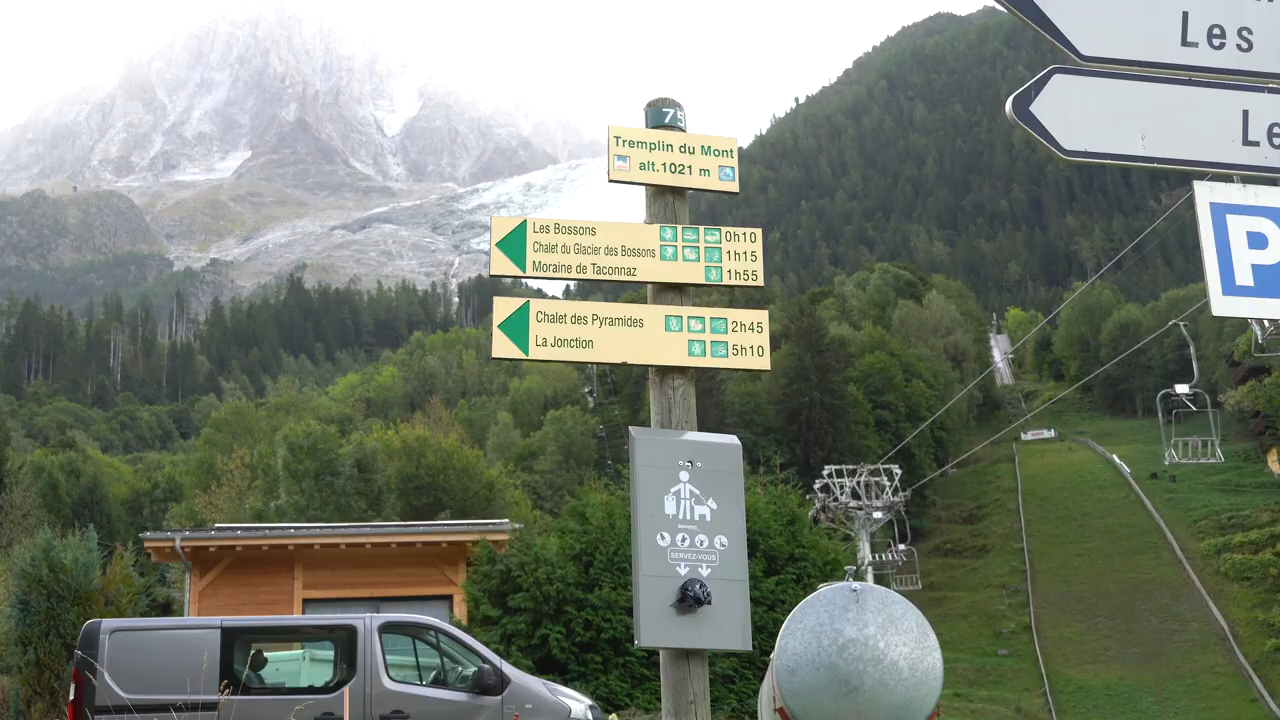 75
Tremplin du Mont
alt.1021 m
Les Bossons 0h10
Chalet du Glacier des Bossons 1h15
Moraine de Taconnaz 1h55
Chalet des Pyramides 2h45
La Jonction 5h10
SERVEZ-VOUS
Les
Le
P